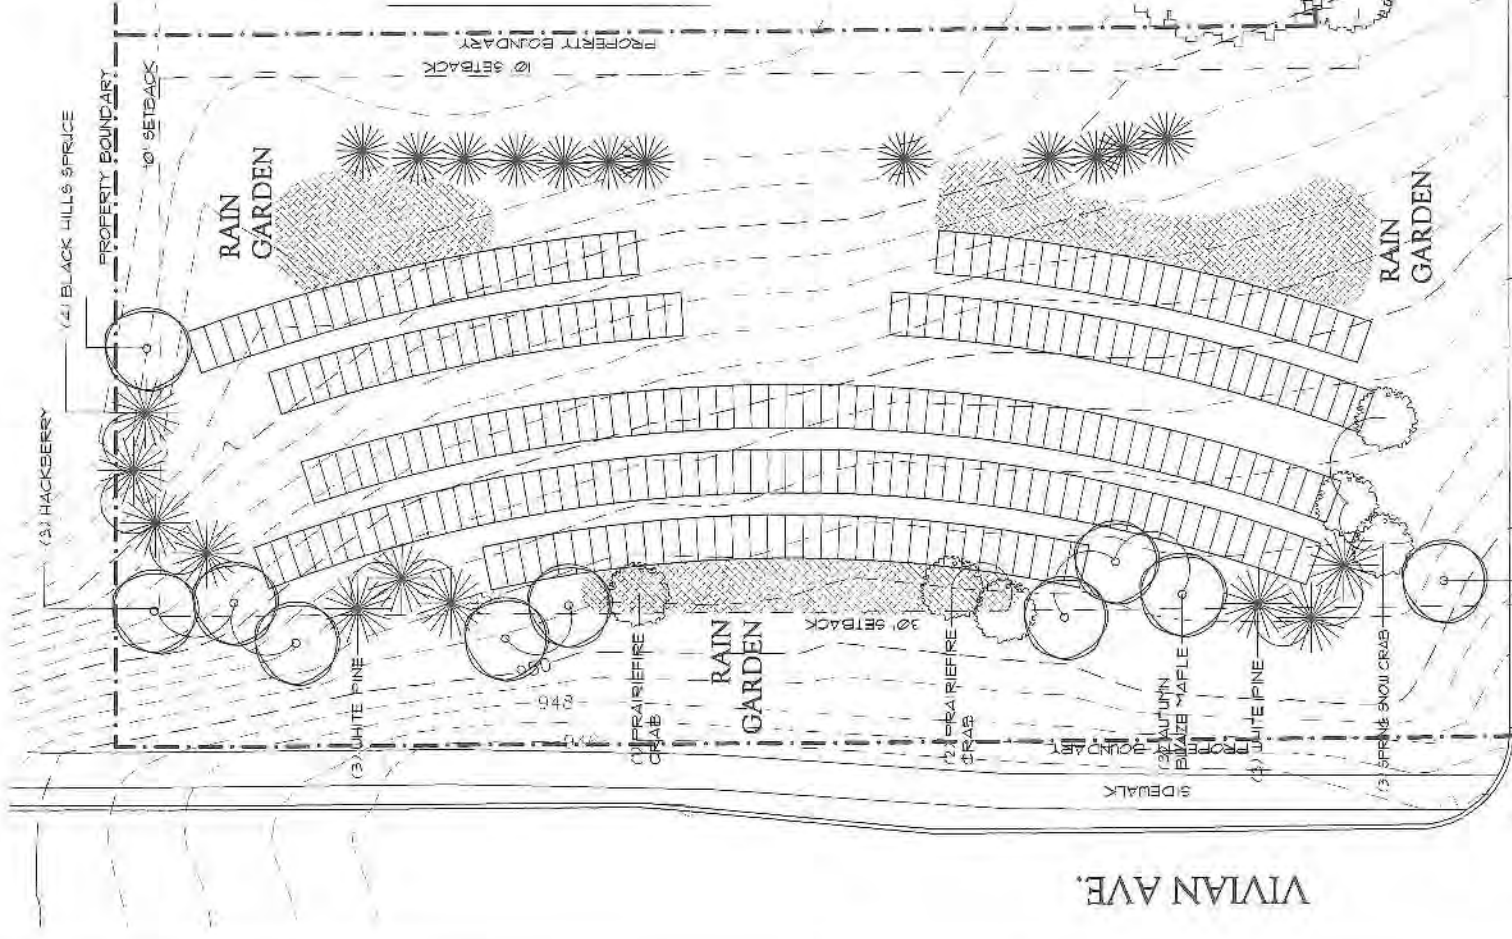 PROPERTY BOUNDARY
10' SETBACK
(4) BLACK HILLS SPRUCE
PROPERTY BOUNDARY
10' SETBACK
(3) HACKBERRY
RAIN
GARDEN
RAIN
GARDEN
30' SETBACK
RAIN
GARDEN
950
948
(3) WHITE PINE
(1) PRAIRIEFIRE
CRAB
(2) PRAIRIEFIRE
CRAB
(3) AUTUMN
BLAZE MAPLE
WHITE PINE
(3) SPRING SNOW CRAB
PROPERTY BOUNDARY
SIDEWALK
VIVIAN AVE.